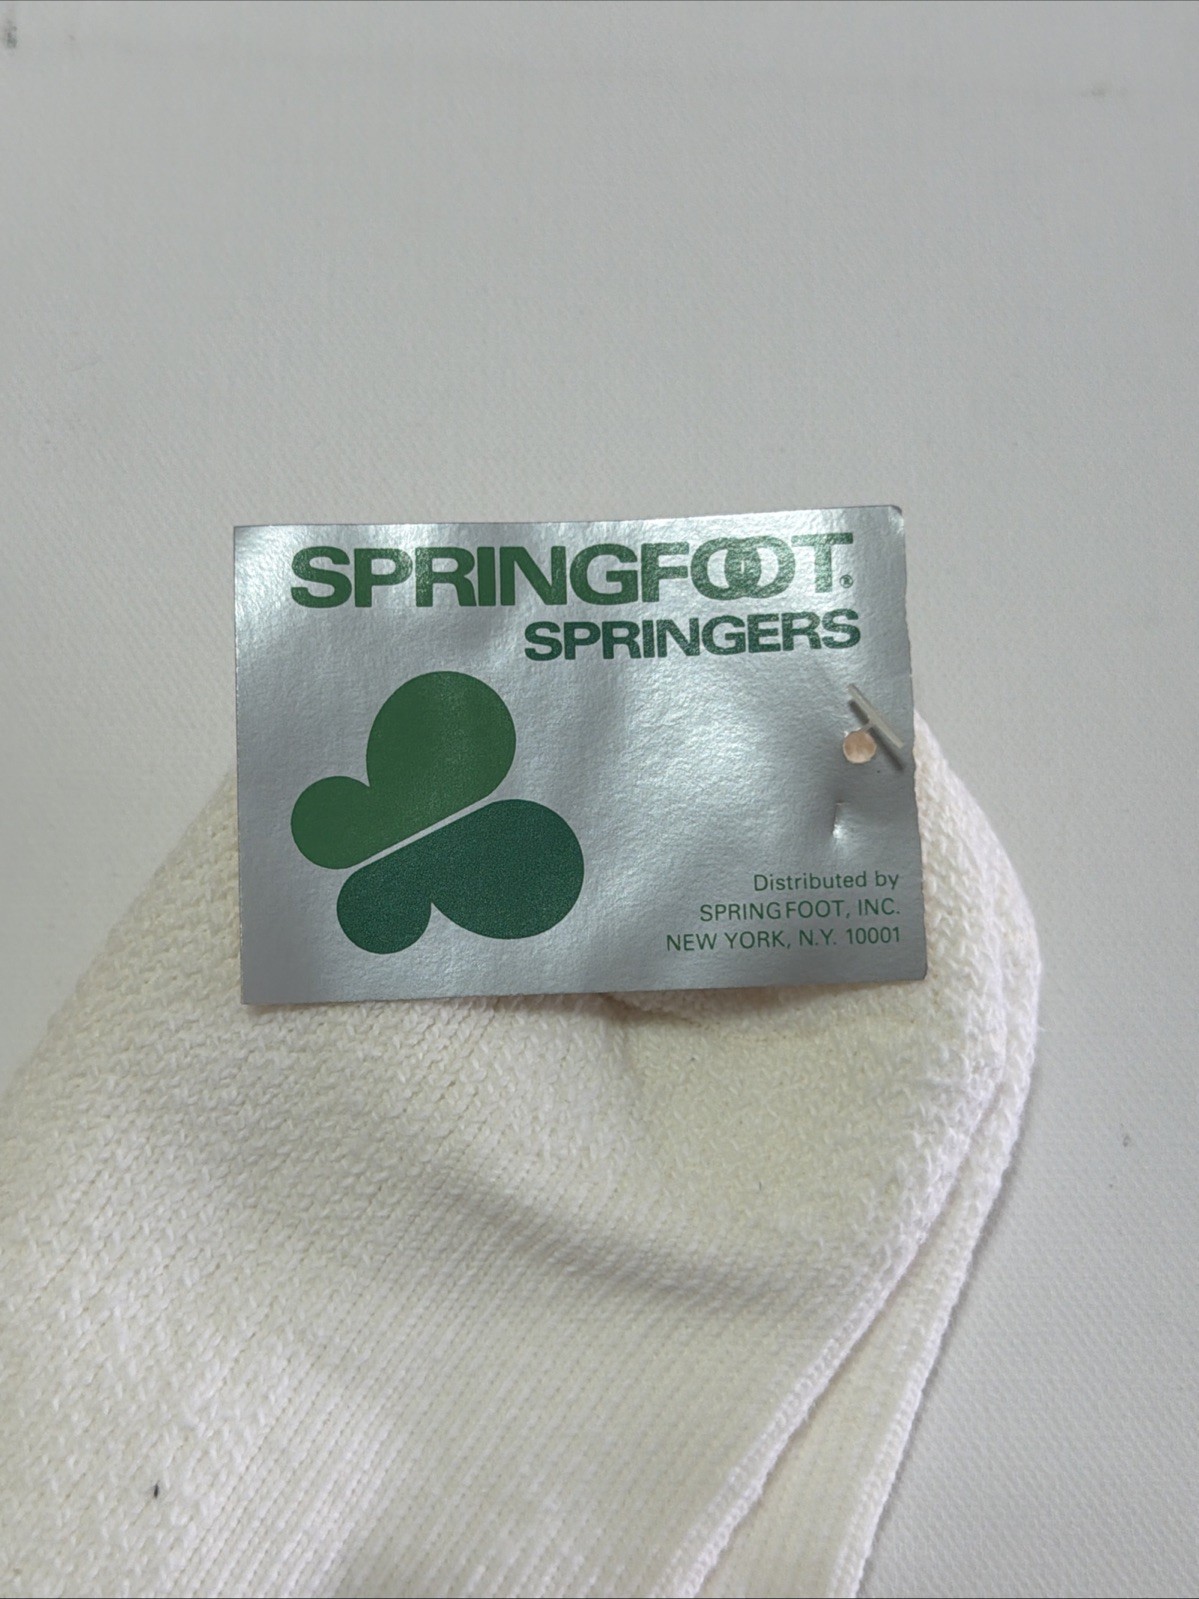 SPRINGFOOT®
SPRINGERS
Distributed by
SPRINGFOOT, INC.
NEW YORK, N.Y. 10001